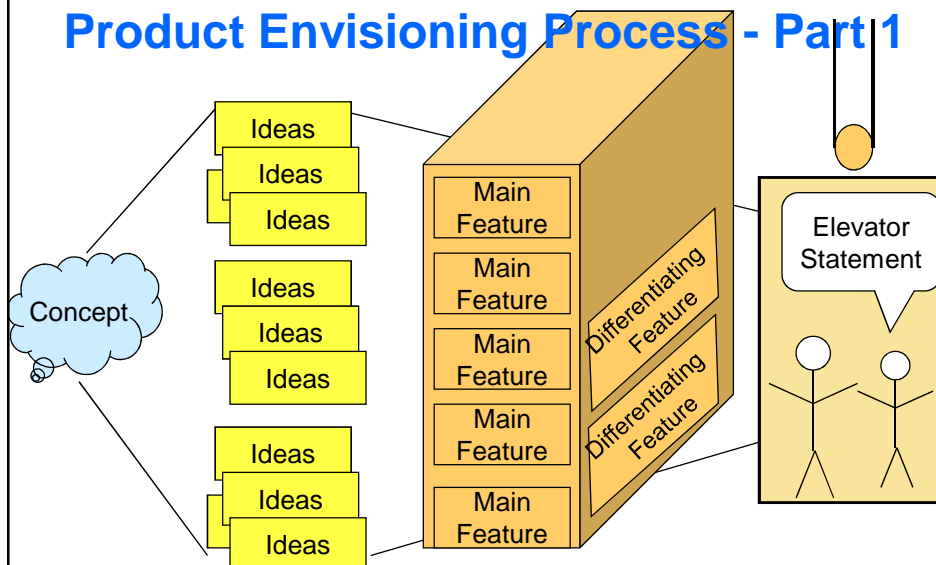 Product Envisioning Process - Part 1
Concept
Ideas
Ideas
Ideas
Ideas
Ideas
Ideas
Ideas
Ideas
Ideas
Main
Feature
Main
Feature
Main
Feature
Main
Feature
Main
Feature
Differentiating
Feature
Differentiating
Feature
Elevator
Statement